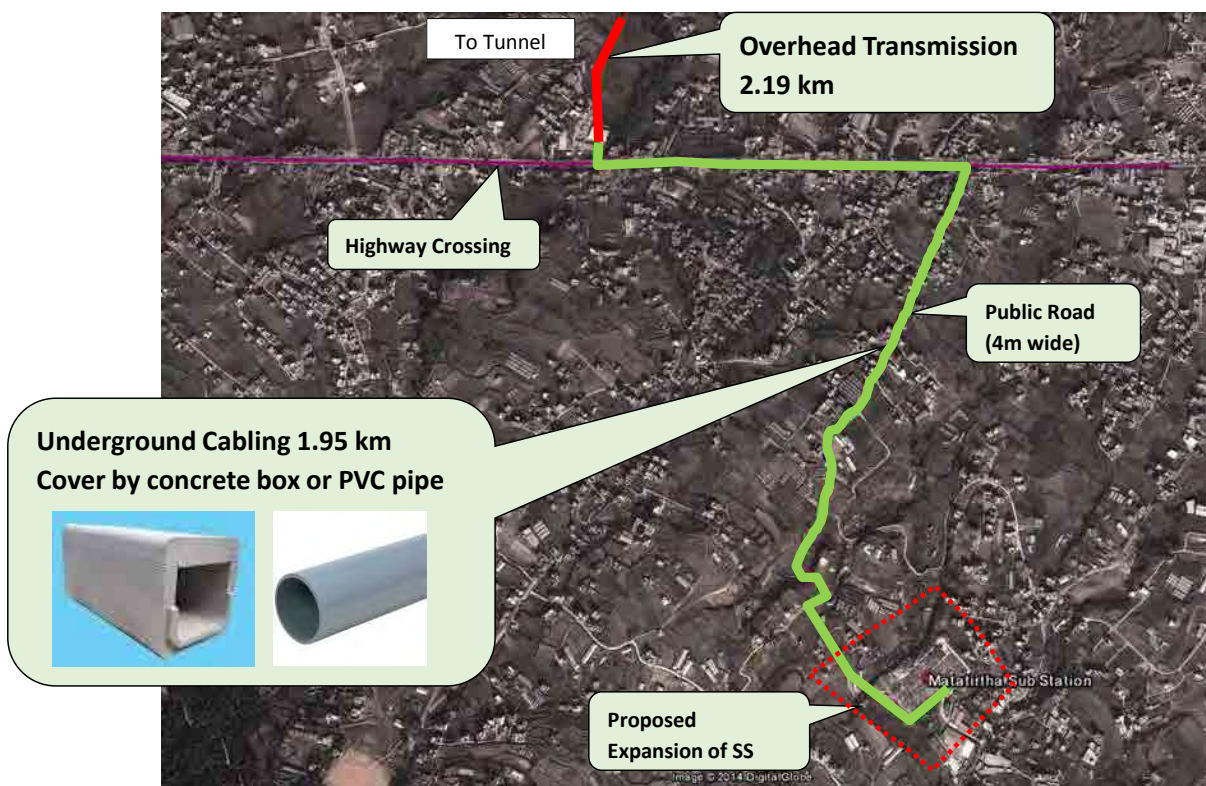 To Tunnel
Overhead Transmission
2.19 km
Highway Crossing
Public Road
(4m wide)
Underground Cabling 1.95 km
Cover by concrete box or PVC pipe
Matatirtha Sub Station
Proposed
Expansion of SS
Image © 2014 DigitalGlobe